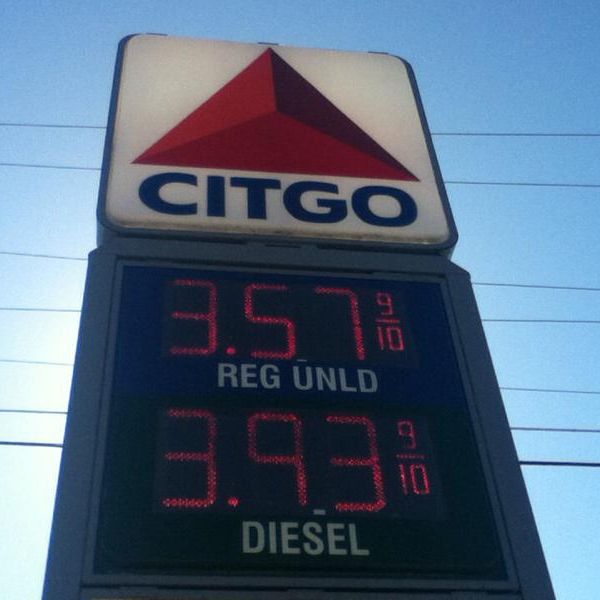 CITGO
3.57 9/10
REG UNLD
3.93 9/10
DIESEL